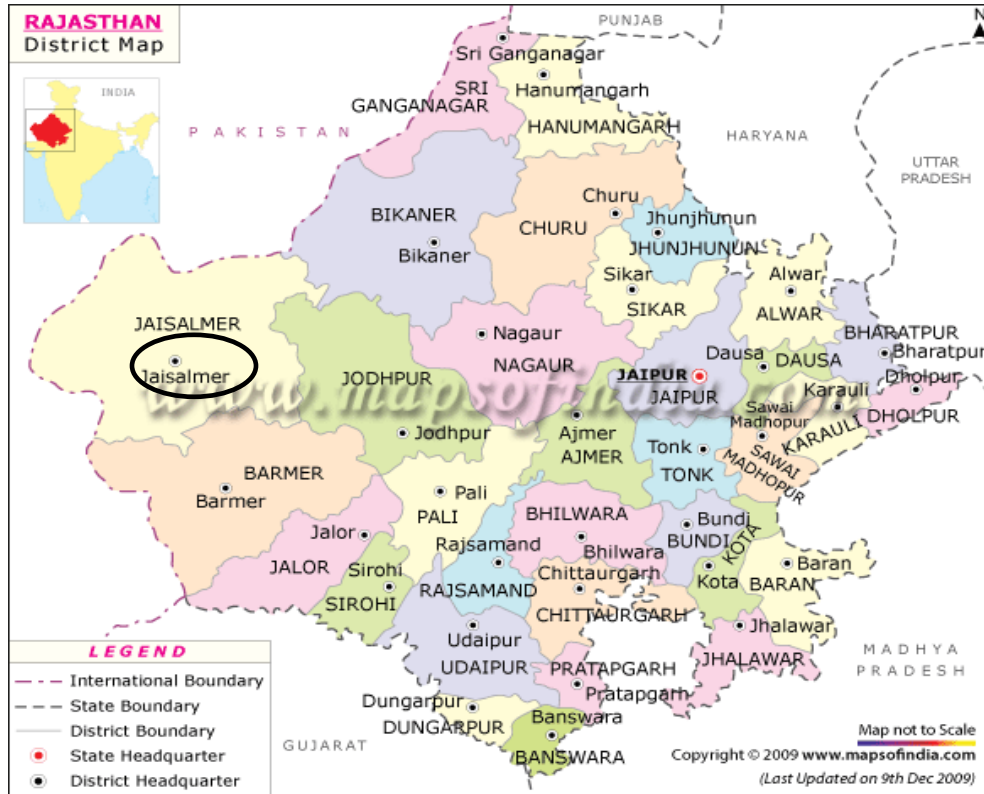 RAJASTHAN
District Map
PUNJAB
N
INDIA
Sri Ganganagar
SRI
GANGANAGAR
Hanumangarh
HANUMANGARH
PAKISTAN
HARYANA
UTTAR
PRADESH
BIKANER
Bikaner
Churu
CHURU
Jhunjhunun
JHUNJHUNUN
Sikar
SIKAR
Alwar
ALWAR
JAISALMER
Jaisalmer
Nagaur
NAGAUR
JODHPUR
Jodhpur
JAIPUR
JAIPUR
Dausa
DAUSA
BHARATPUR
Bharatpur
Dholpur
DHOLPUR
Karauli
KARAULI
www.mapsofindia.com
Sawai
Madhopur
SAWAI
MADHOPUR
Ajmer
AJMER
Tonk
TONK
BARMER
Barmer
Pali
PALI
Jalor
JALOR
Sirohi
SIROHI
Rajsamand
RAJSAMAND
BHILWARA
Bhilwara
Bundi
BUNDI
KOTA
Kota
Baran
BARAN
Chittaurgarh
CHITTAURGARH
Udaipur
UDAIPUR
Jhalawar
JHALAWAR
PRATAPGARH
Pratapgarh
Dungarpur
DUNGARPUR
Banswara
BANSWARA
GUJARAT
MADHYA
PRADESH
LEGEND
International Boundary
State Boundary
District Boundary
State Headquarter
District Headquarter
Map not to Scale
Copyright © 2009 www.mapsofindia.com
(Last Updated on 9th Dec 2009)